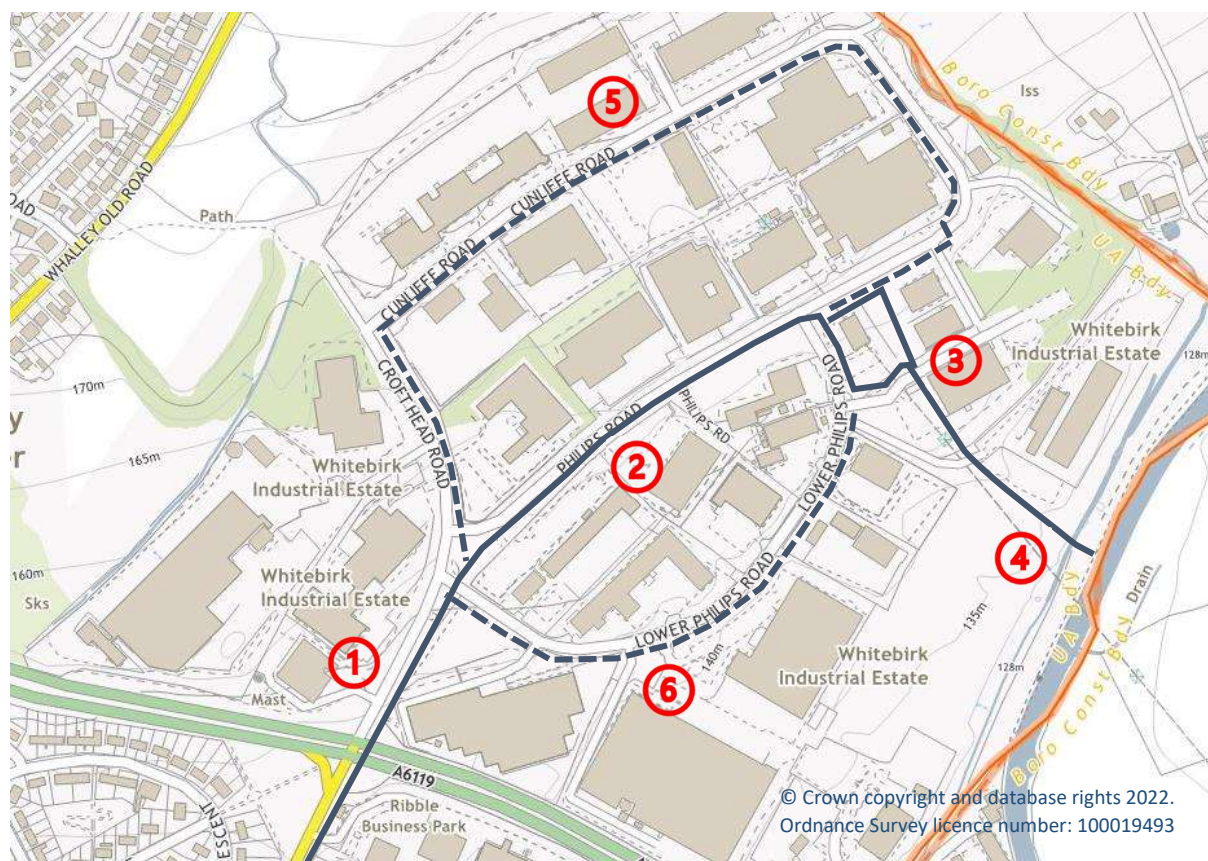 Boro Const Bdy
Iss
5
WHALLEY OLD ROAD
ROAD
Path
CUNLIFFE ROAD
UA Bdy
CUNLIFFE ROAD
Whitebirk
Industrial Estate
128m
3
CROFT HEAD ROAD
170m
LOWER PHILIPS ROAD
PHILIPS RD
y
r
165m
Whitebirk
Industrial Estate
PHILIPS ROAD
2
LOWER PHILIPS ROAD
4
160m
Sks
Whitebirk
Industrial Estate
UA Bdy
Drain
135m
LOWER PHILIPS ROAD
1
140m
Whitebirk
Industrial Estate
128m
Boro Const Bdy
Mast
6
A6119
Ribble
Business Park
ESCENT
© Crown copyright and database rights 2022.
Ordnance Survey licence number: 100019493